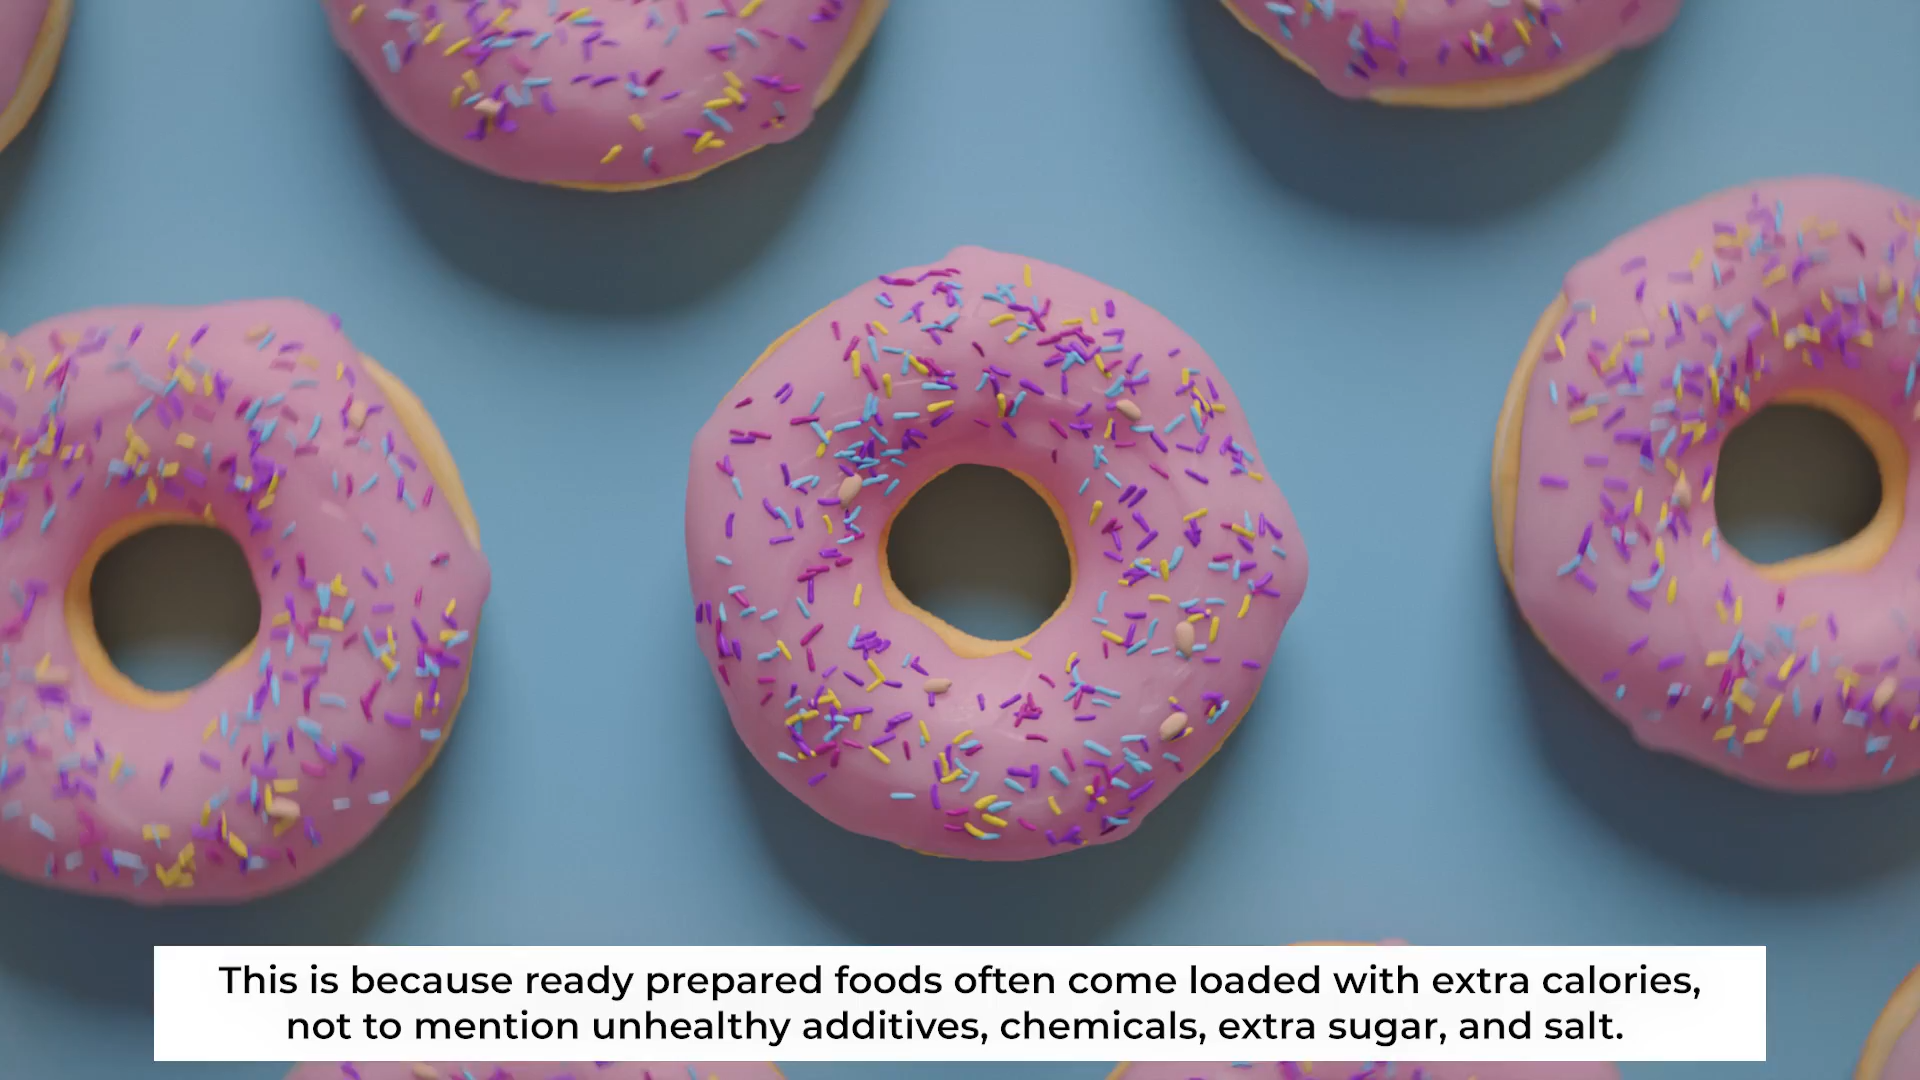 This is because ready prepared foods often come loaded with extra calories,
not to mention unhealthy additives, chemicals, extra sugar, and salt.